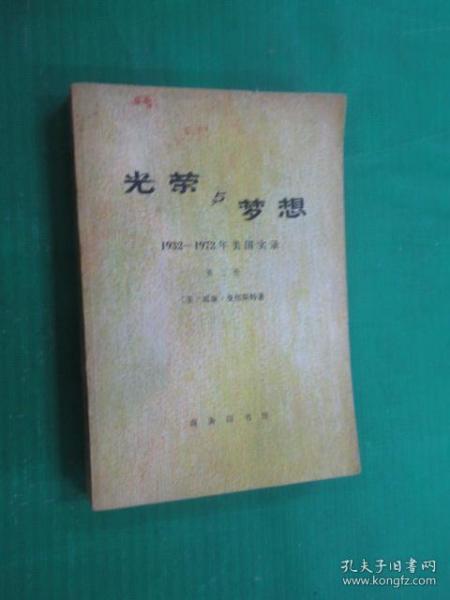 光荣与梦想
1932—1972年美国实录
第二册
〔美〕威廉·曼彻斯特著
商务印书馆
孔夫子旧书网
www.kongfz.com